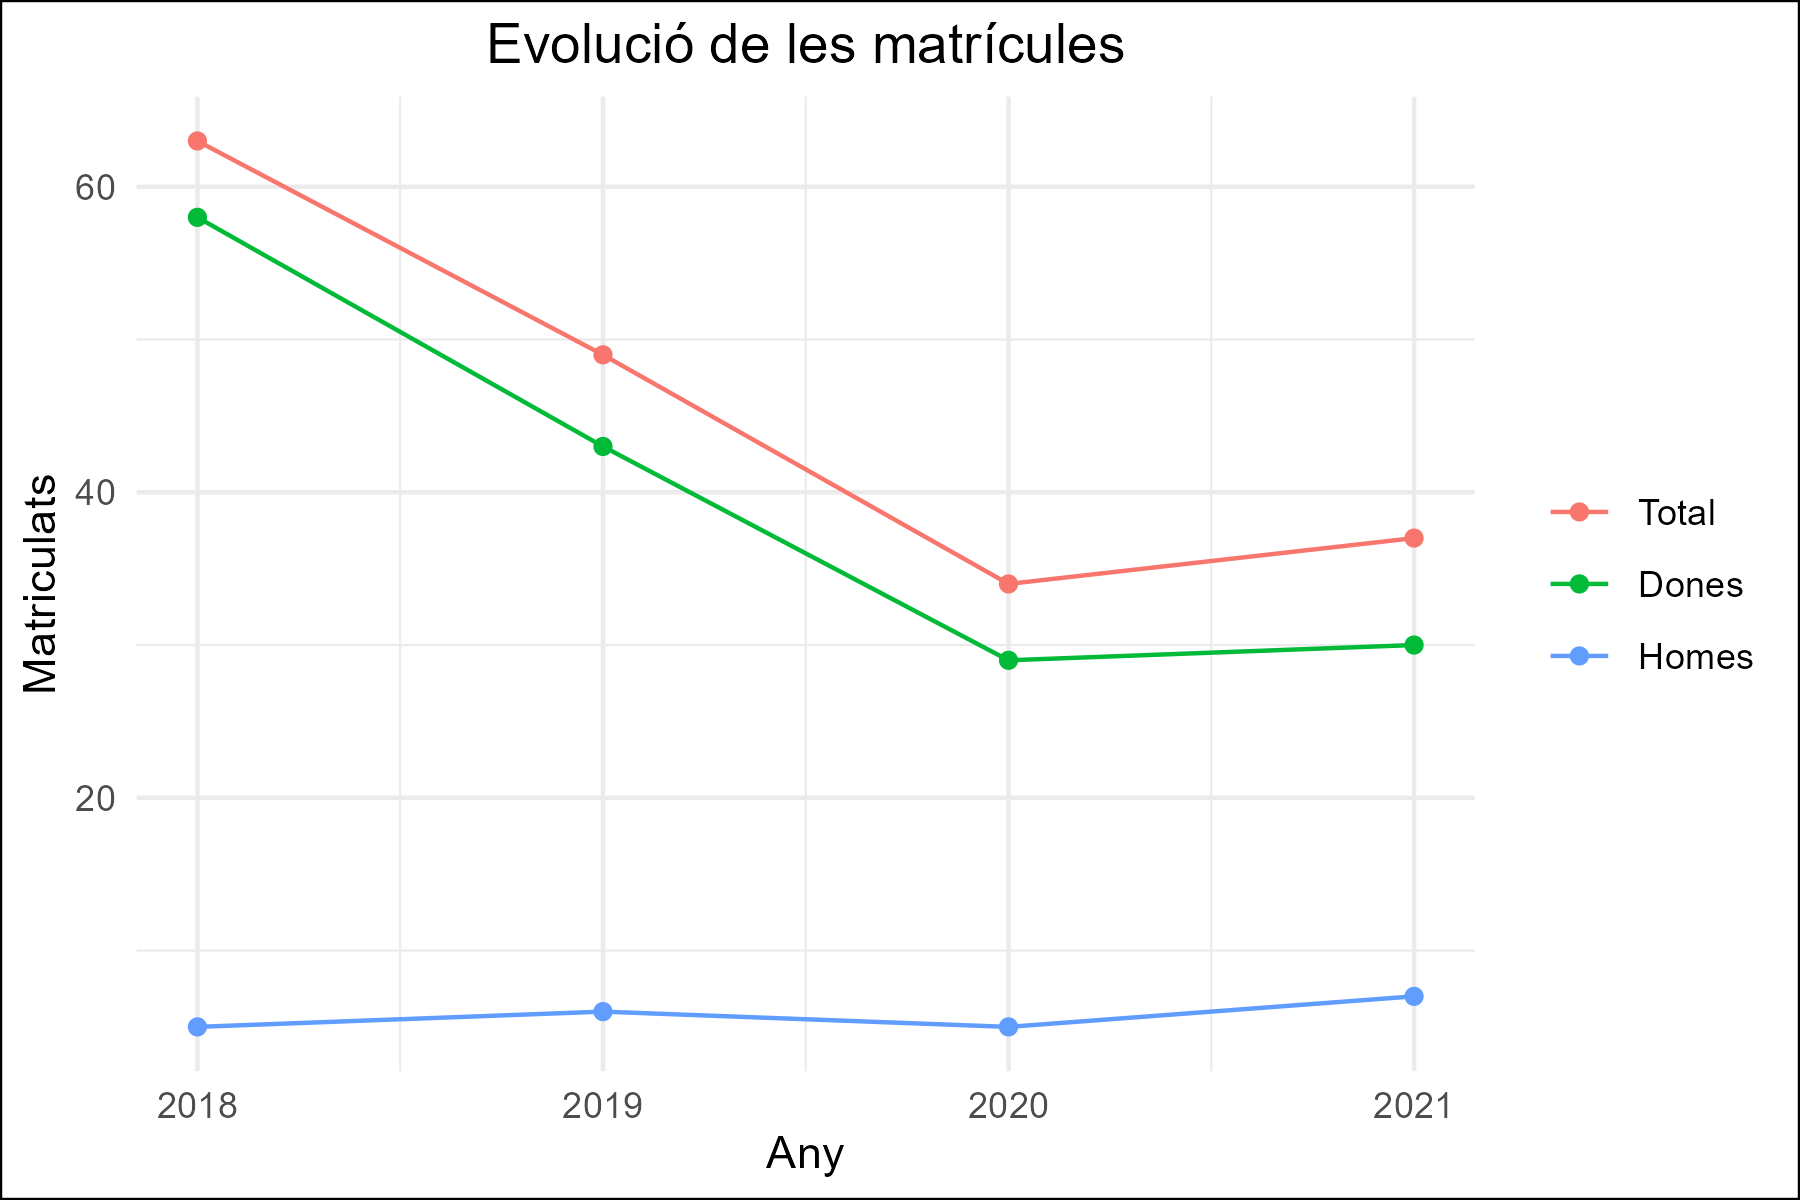 Evolució de les matrícules
60
40
20
Matriculats
2018 2019 2020 2021
Any
Total
Dones
Homes